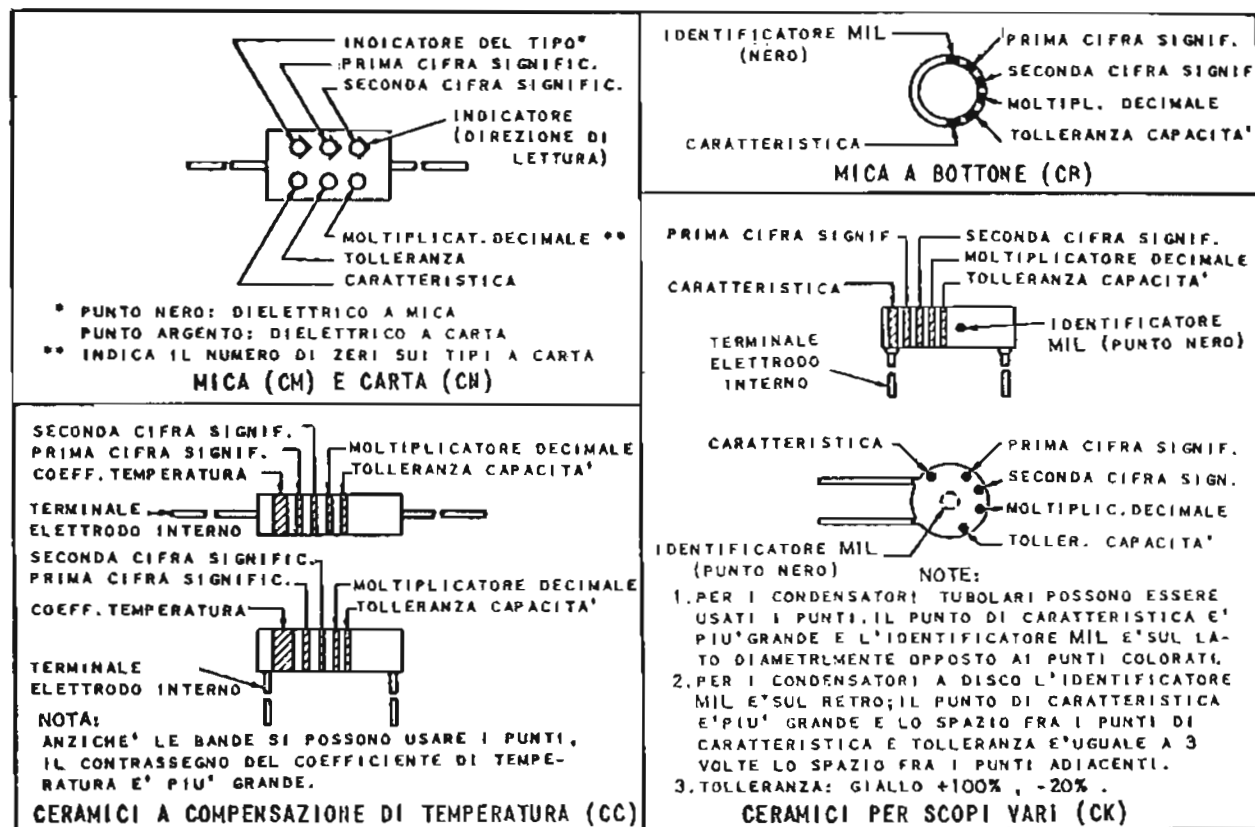 INDICATORE DEL TIPO*
PRIMA CIFRA SIGNIFIC.
SECONDA CIFRA SIGNIFIC.
INDICATORE
(DIREZIONE DI
LETTURA)
MOLTIPLICAT. DECIMALE **
TOLLERANZA
CARATTERISTICA
* PUNTO NERO: DIELETTRICO A MICA
PUNTO ARGENTO: DIELETTRICO A CARTA
** INDICA IL NUMERO DI ZERI SUI TIPI A CARTA
MICA (CM) E CARTA (CN)
IDENTIFICATORE MIL
(NERO)
PRIMA CIFRA SIGNIF.
SECONDA CIFRA SIGNIF
MOLTIPL. DECIMALE
TOLLERANZA CAPACITA'
CARATTERISTICA
MICA A BOTTONE (CB)
SECONDA CIFRA SIGNIF.
PRIMA CIFRA SIGNIF.
COEFF. TEMPERATURA
MOLTIPLICATORE DECIMALE
TOLLERANZA CAPACITA'
TERMINALE
ELETTRODO INTERNO
SECONDA CIFRA SIGNIFIC.
PRIMA CIFRA SIGNIFIC.
COEFF. TEMPERATURA
MOLTIPLICATORE DECIMALE
TOLLERANZA CAPACITA'
TERMINALE
ELETTRODO INTERNO
NOTA:
ANZICHE' LE BANDE SI POSSONO USARE I PUNTI,
IL CONTRASSEGNO DEL COEFFICIENTE DI TEMPE-
RATURA E' PIU' GRANDE.
CERAMICI A COMPENSAZIONE DI TEMPERATURA (CC)
PRIMA CIFRA SIGNIF
SECONDA CIFRA SIGNIF.
MOLTIPLICATORE DECIMALE
TOLLERANZA CAPACITA'
CARATTERISTICA
IDENTIFICATORE
MIL (PUNTO NERO)
TERMINALE
ELETTRODO
INTERNO
CARATTERISTICA
PRIMA CIFRA SIGNIF.
SECONDA CIFRA SIGN.
MOLTIPLIC. DECIMALE
TOLLER. CAPACITA'
IDENTIFICATORE MIL
(PUNTO NERO)
NOTE:
1. PER I CONDENSATORI TUBOLARI POSSONO ESSERE
USATI I PUNTI. IL PUNTO DI CARATTERISTICA E'
PIU' GRANDE E L'IDENTIFICATORE MIL E' SUL LA-
TO DIAMETRLMENTE OPPOSTO AI PUNTI COLORATI.
2. PER I CONDENSATORI A DISCO L'IDENTIFICATORE
MIL E' SUL RETRO; IL PUNTO DI CARATTERISTICA
E' PIU' GRANDE E LO SPAZIO FRA I PUNTI DI
CARATTERISTICA E TOLLERANZA E' UGUALE A 3
VOLTE LO SPAZIO FRA I PUNTI ADIACENTI.
3. TOLLERANZA: GIALLO +100% , -20% .
CERAMICI PER SCOPI VARI (CK)